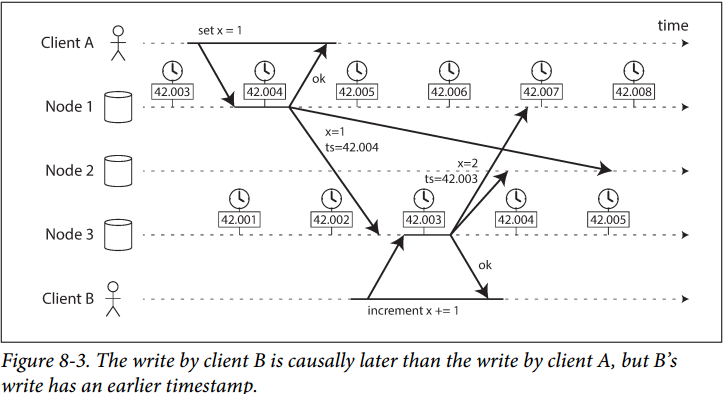 time
Client A
set x = 1
ok
42.003
42.004
42.005
42.006
42.007
42.008
Node 1
x=1
ts=42.004
x=2
ts=42.003
Node 2
42.001
42.002
42.003
42.004
42.005
Node 3
ok
Client B
increment x += 1
Figure 8-3. The write by client B is causally later than the write by client A, but B’s
write has an earlier timestamp.